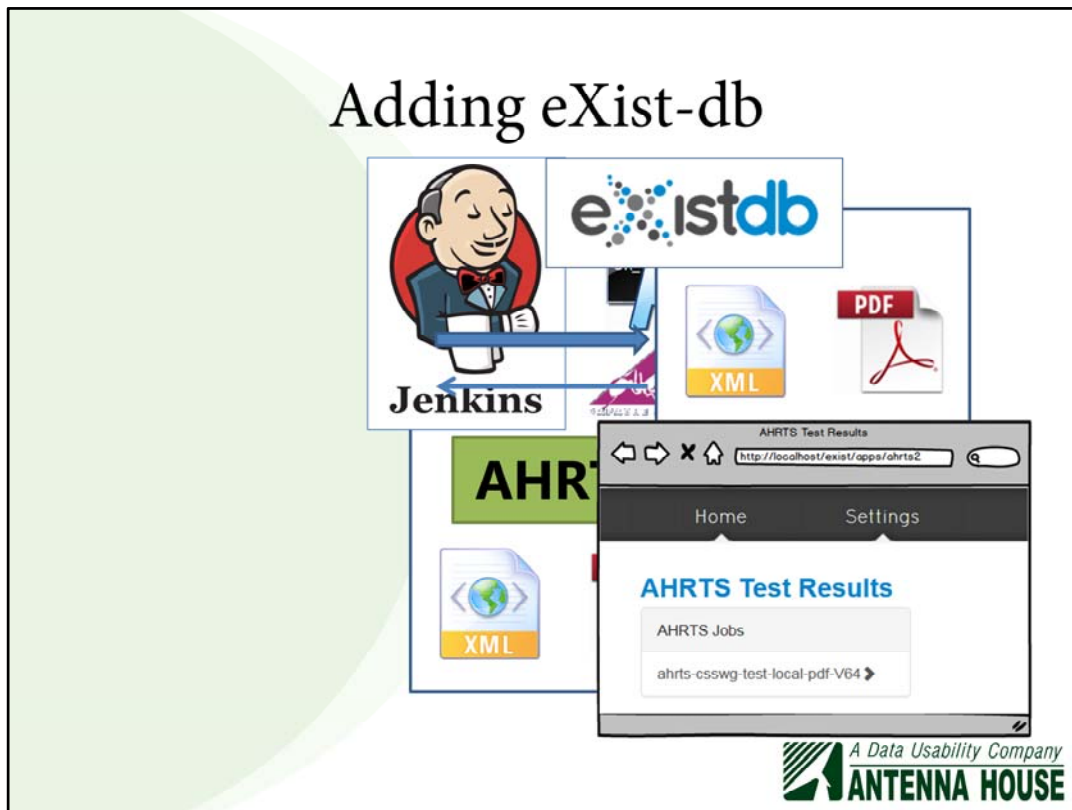 Adding eXist-db
eXistdb
Jenkins
XML
PDF
AHRT
XML
AHRTS Test Results
http://localhost/exist/apps/ahrts2
Home Settings
AHRTS Test Results
AHRTS Jobs
ahrts-csswg-test-local-pdf-V64
A Data Usability Company
ANTENNA HOUSE